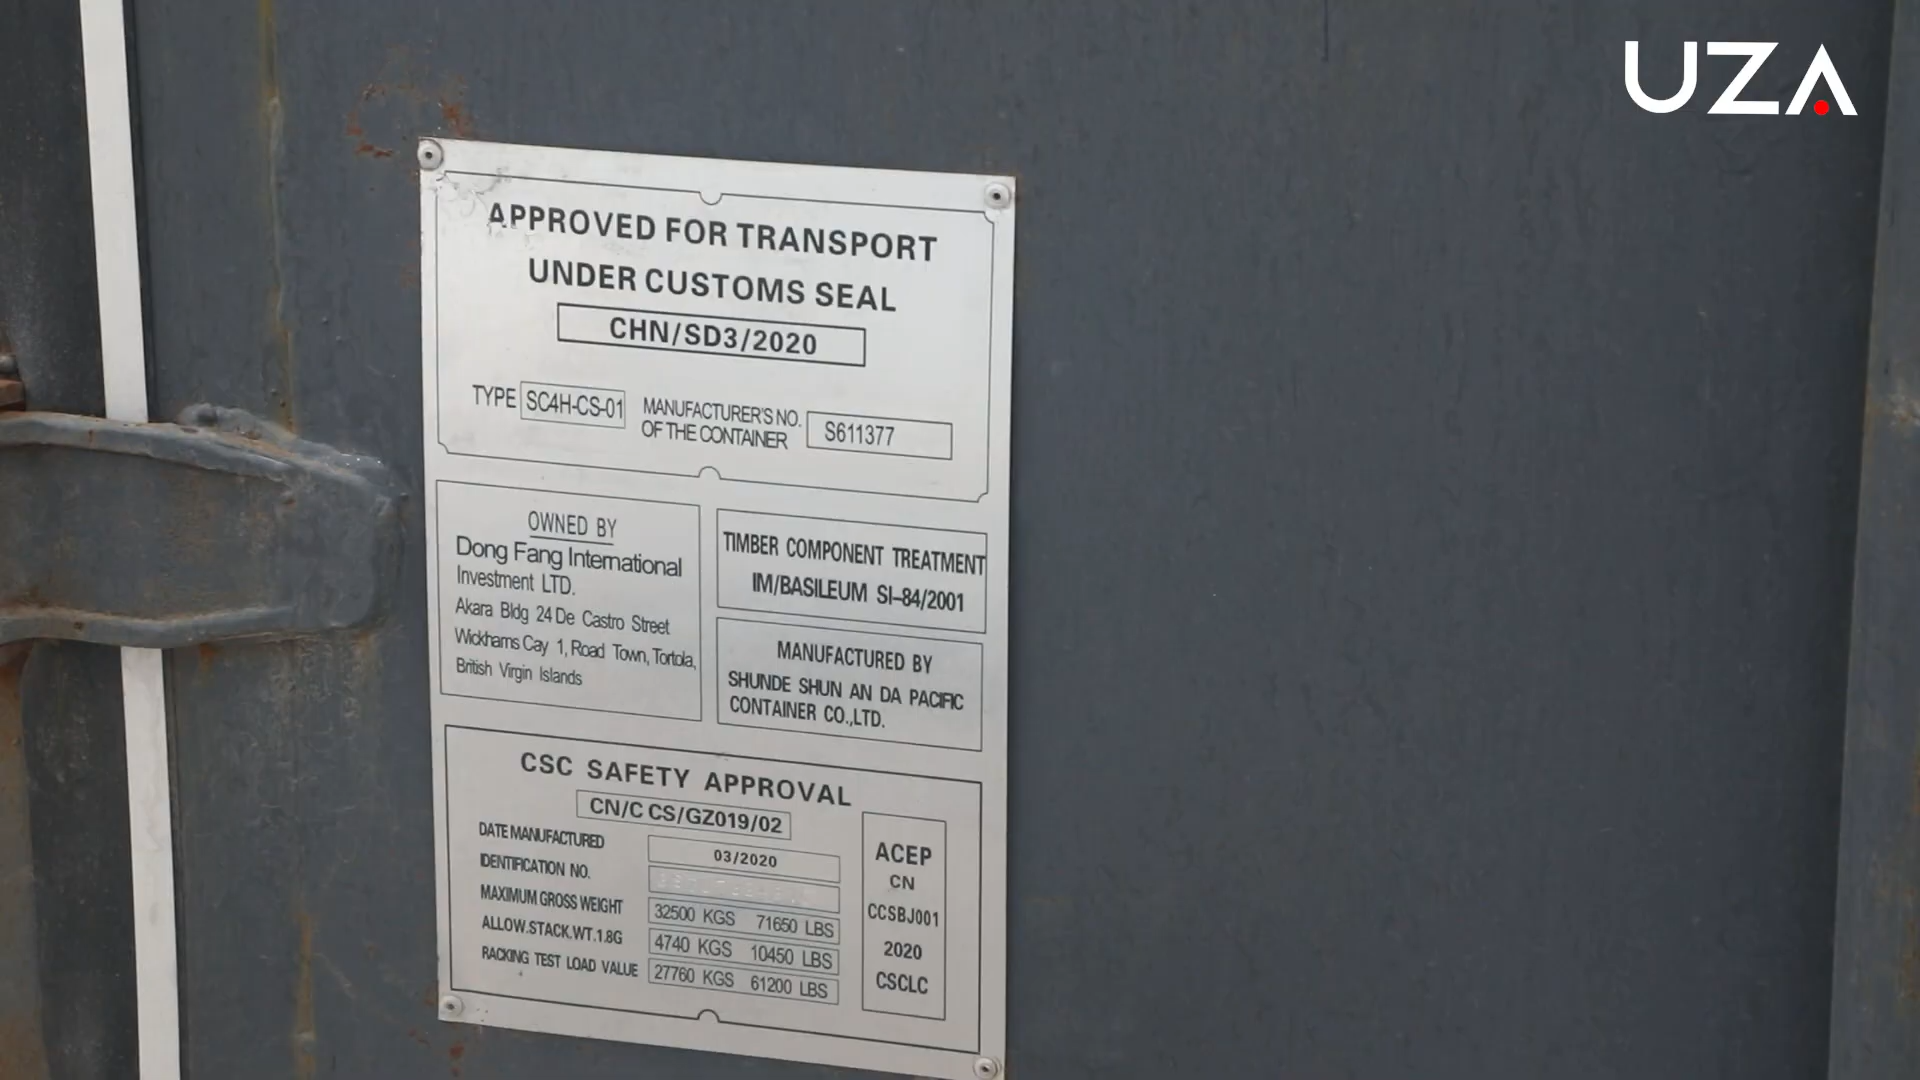 UZA
APPROVED FOR TRANSPORT
UNDER CUSTOMS SEAL
CHN/SD3/2020
TYPE SC4H-CS-01
MANUFACTURER'S NO.
OF THE CONTAINER
S611377
OWNED BY
Dong Fang International
Investment LTD.
Akara Bldg 24 De Castro Street
Wickhams Cay 1, Road Town, Tortola,
British Virgin Islands
TIMBER COMPONENT TREATMENT
IM/BASILEUM SI-84/2001
MANUFACTURED BY
SHUNDE SHUN AN DA PACIFIC
CONTAINER CO.,LTD.
CSC SAFETY APPROVAL
CN/C CS/GZ019/02
DATE MANUFACTURED 03/2020
IDENTIFICATION NO.
MAXIMUM GROSS WEIGHT 32500 KGS 71650 LBS
ALLOW.STACK.WT.1.8G 4740 KGS 10450 LBS
RACKING TEST LOAD VALUE 27760 KGS 61200 LBS
ACEP
CN
CCSBJ001
2020
CSCLC